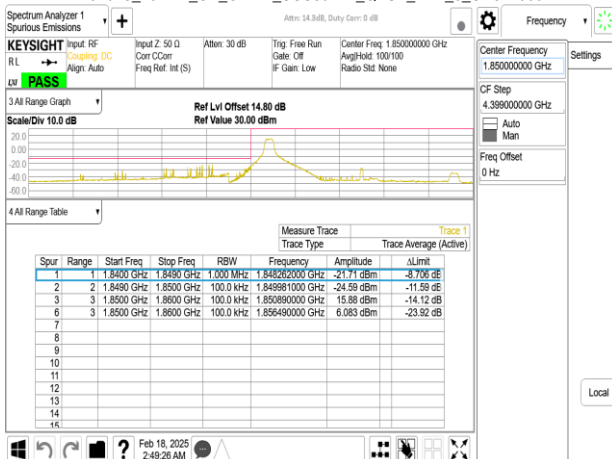 Spectrum Analyzer 1
Spurious Emissions
Attn: 14.8dB, Duty Corr: 0 dB
Frequency
KEYSIGHT
RL
Input: RF
Coupling: DC
Align: Auto
Input Z: 50 Ω
Corr CCorr
Freq Ref: Int (S)
Atten: 30 dB
Trig: Free Run
Gate: Off
IF Gain: Low
Center Freq: 1.850000000 GHz
Avg|Hold: 100/100
Radio Std: None
LXI PASS
Center Frequency
1.850000000 GHz
Settings
CF Step
4.399000000 GHz
Auto
Man
Freq Offset
0 Hz
3 All Range Graph
Scale/Div 10.0 dB
Ref Lvl Offset 14.80 dB
Ref Value 30.00 dBm
20.0
10.0
0.00
-20.0
-40.0
-60.0
4 All Range Table
Measure Trace Trace 1
Trace Type Trace Average (Active)
Spur Range Start Freq Stop Freq RBW Frequency Amplitude ΔLimit
1 1 1.8400 GHz 1.8490 GHz 1.000 MHz 1.848262000 GHz -21.71 dBm -8.706 dB
2 2 1.8490 GHz 1.8500 GHz 100.0 kHz 1.849981000 GHz -24.59 dBm -11.59 dB
3 3 1.8500 GHz 1.8600 GHz 100.0 kHz 1.850890000 GHz 15.88 dBm -14.12 dB
6 3 1.8500 GHz 1.8600 GHz 100.0 kHz 1.856490000 GHz 6.083 dBm -23.92 dB
7
8
9
10
11
12
13
14
15
Local
?
Feb 18, 2025
2:49:26 AM